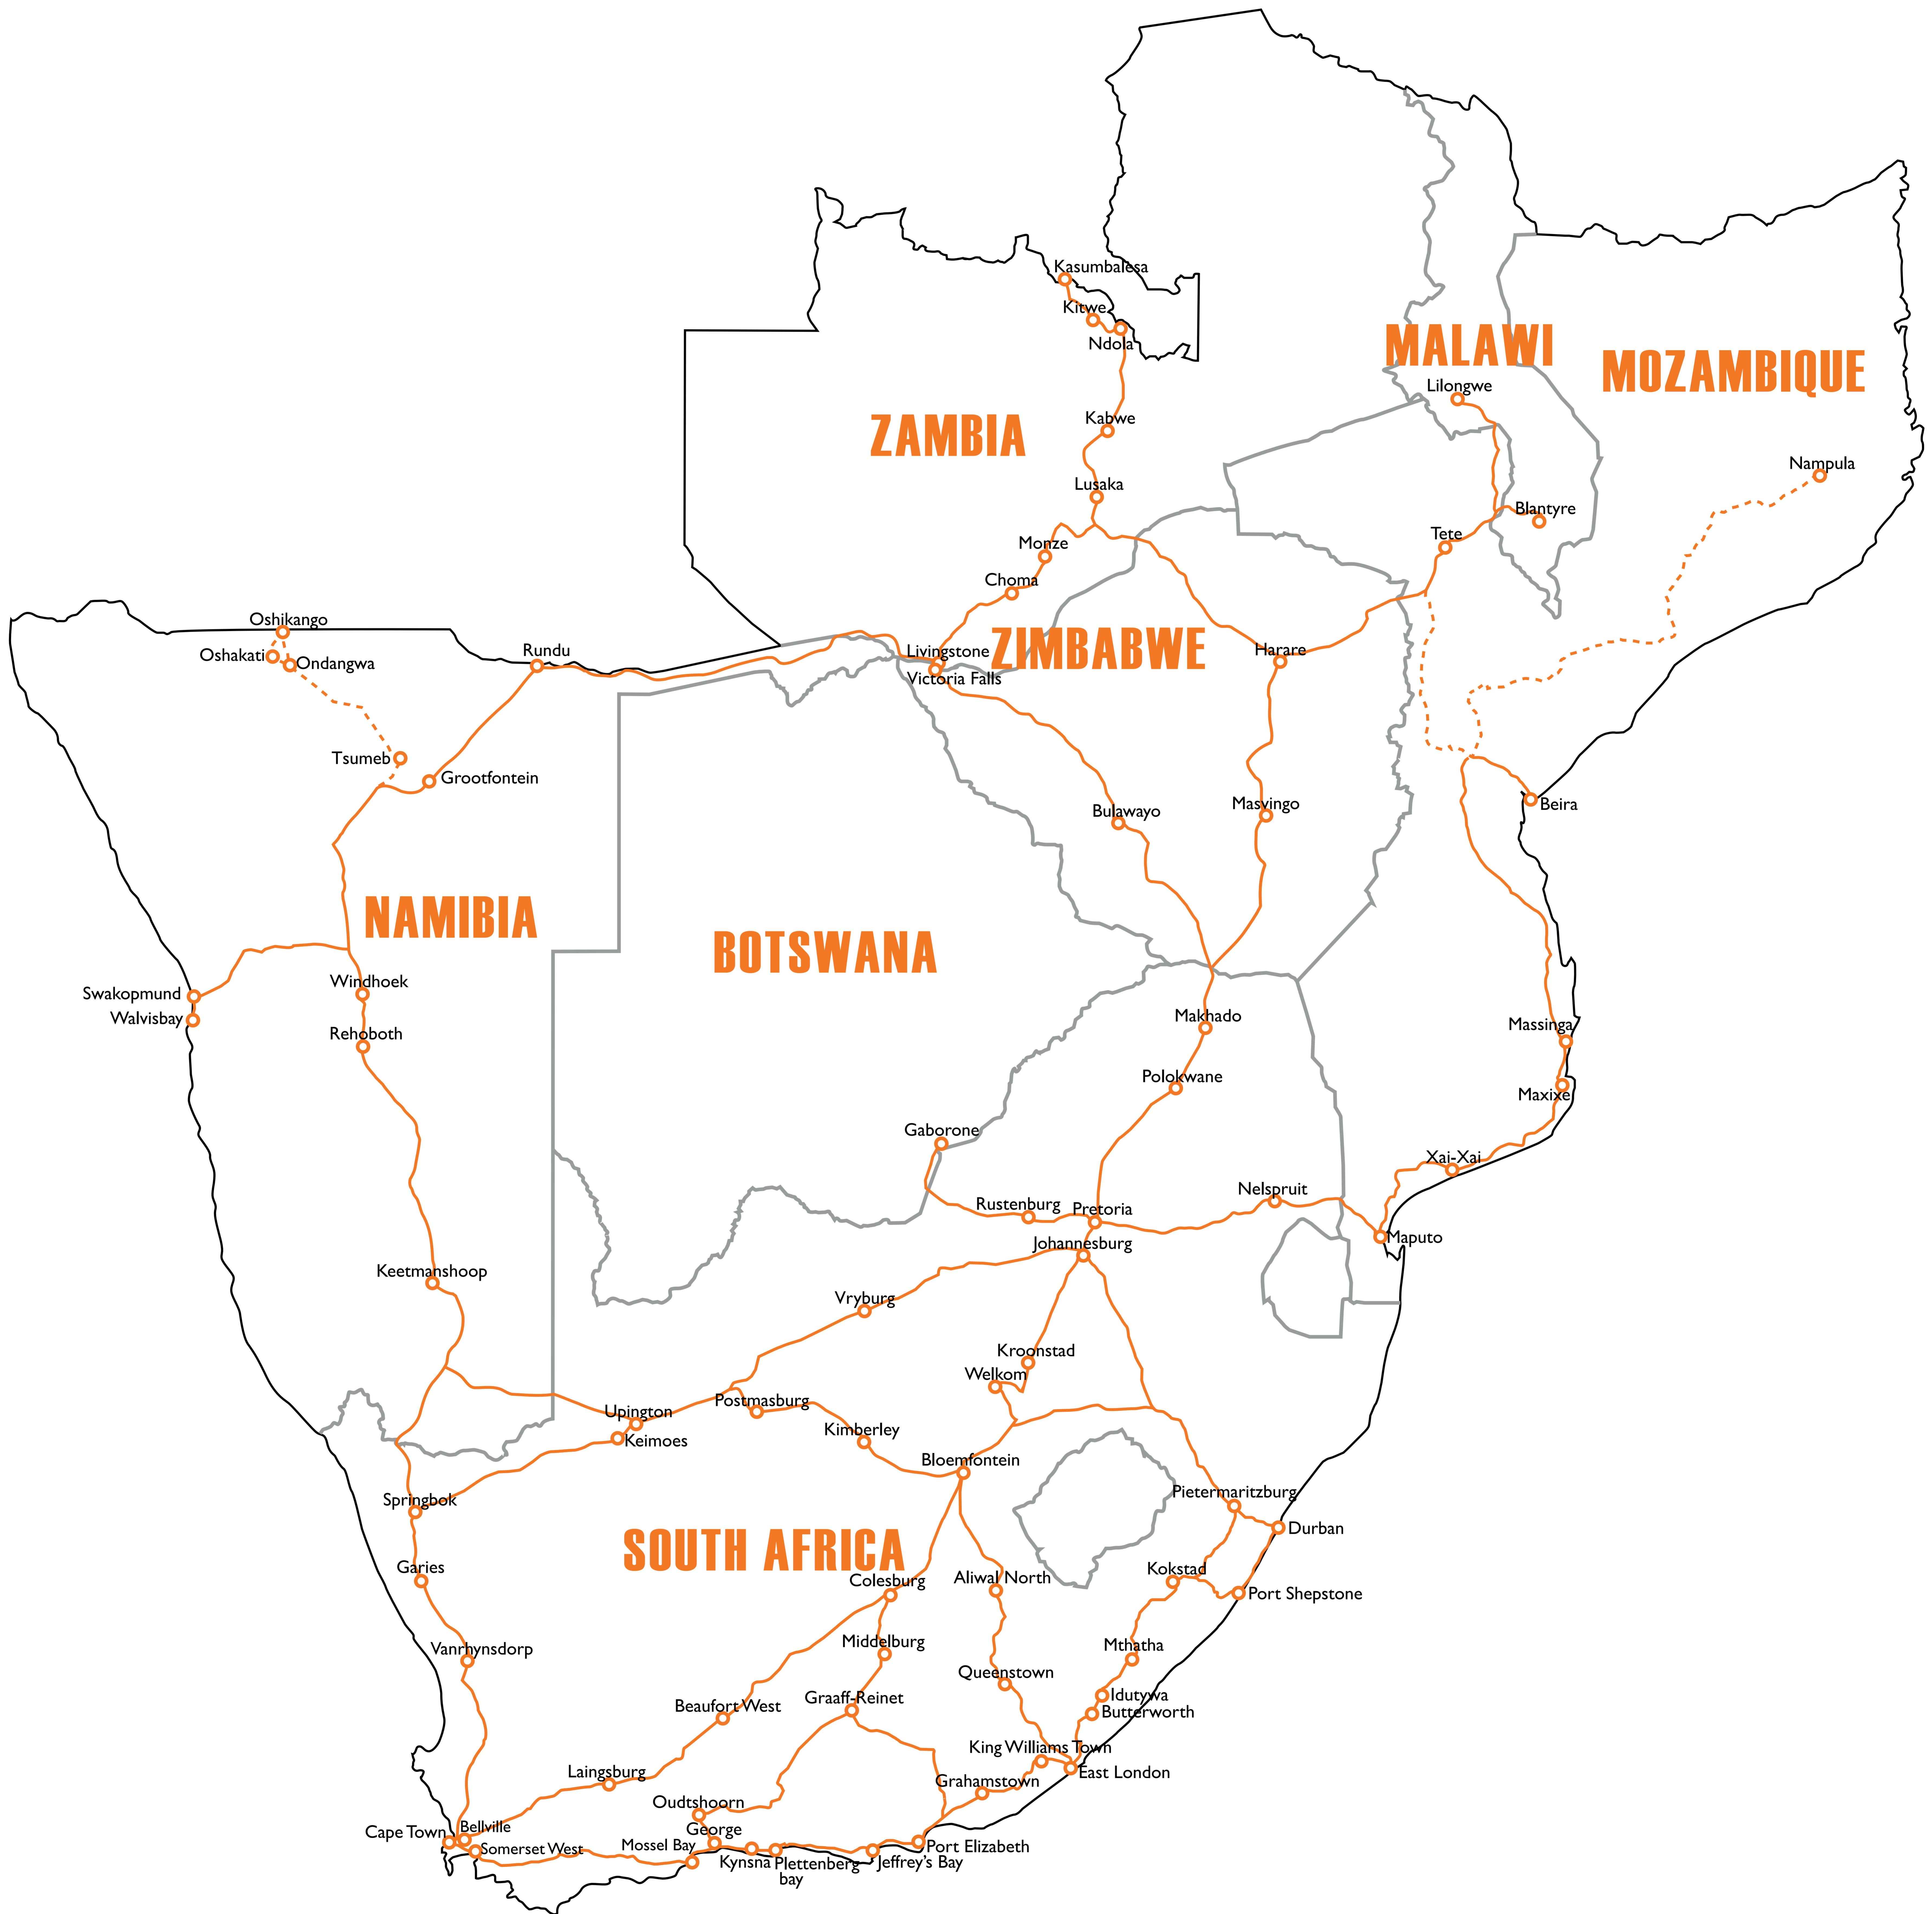 Kasumbalesa
Kitwe
Ndola
MALAWI
MOZAMBIQUE
Lilongwe
ZAMBIA
Kabwe
Nampula
Lusaka
Blantyre
Tete
Monze
Choma
Oshikango
Oshakati
Ondangwa
Rundu
Livingstone
Victoria Falls
ZIMBABWE
Harare
Tsumeb
Grootfontein
Bulawayo
Masvingo
Beira
NAMIBIA
BOTSWANA
Swakopmund
Walvisbay
Windhoek
Rehoboth
Makhado
Massinga
Polokwane
Maxixe
Gaborone
Xai-Xai
Rustenburg
Pretoria
Nelspruit
Johannesburg
Maputo
Keetmanshoop
Vryburg
Kroonstad
Welkom
Postmasburg
Upington
Keimoes
Kimberley
Bloemfontein
Springbok
Pietermaritzburg
Durban
SOUTH AFRICA
Garies
Colesburg
Aliwal North
Kokstad
Port Shepstone
Vanrhynsdorp
Middelburg
Mthatha
Queenstown
Idutywa
Butterworth
Beaufort West
Graaff-Reinet
King Williams Town
East London
Laingsburg
Grahamstown
Oudtshoorn
George
Cape Town
Bellville
Somerset West
Mossel Bay
Kynsna
Plettenberg
bay
Jeffrey's Bay
Port Elizabeth